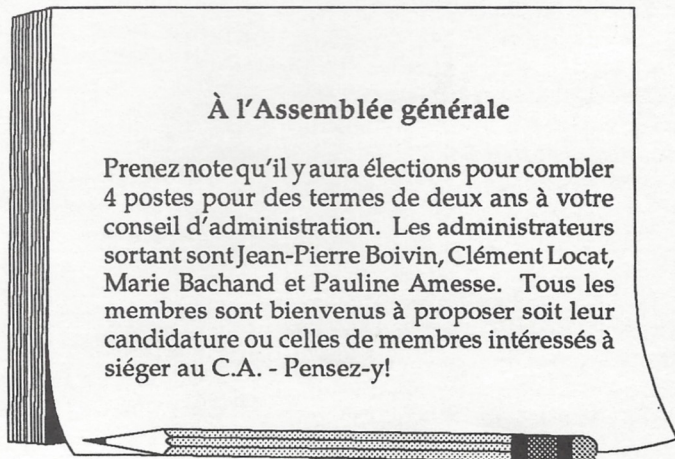 À l'Assemblée générale
Prenez note qu'il y aura élections pour combler
4 postes pour des termes de deux ans à votre
conseil d'administration. Les administrateurs
sortant sont Jean-Pierre Boivin, Clément Locat,
Marie Bachand et Pauline Amesse. Tous les
membres sont bienvenus à proposer soit leur
candidature ou celles de membres intéressés à
siéger au C.A. - Pensez-y!